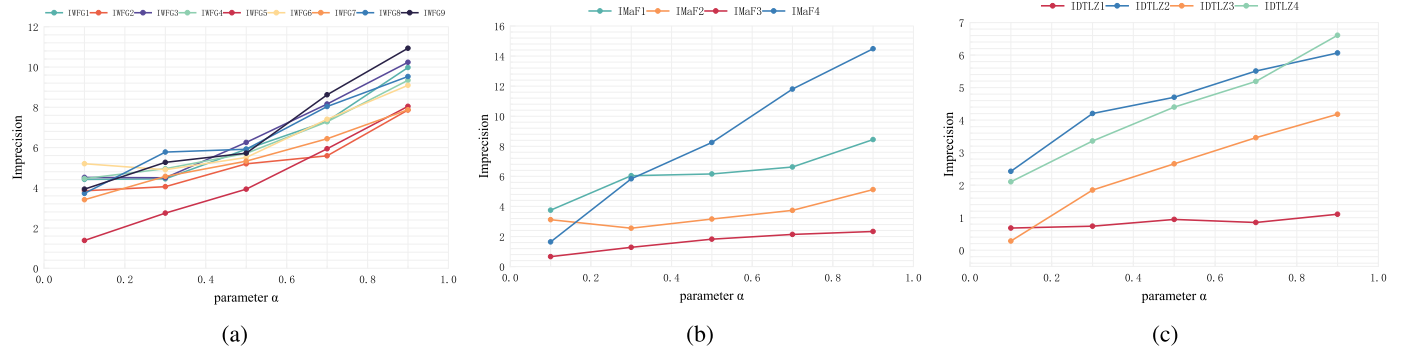 IWFG1 IWFG2 IWFG3 IWFG4 IWFG5 IWFG6 IWFG7 IWFG8 IWFG9
12
10
8
6
4
2
0
Imprecision
0.0 0.2 0.4 0.6 0.8 1.0
parameter α
(a)
IMaF1 IMaF2 IMaF3 IMaF4
16
14
12
10
8
6
4
2
0
Imprecision
0.0 0.2 0.4 0.6 0.8 1.0
parameter α
(b)
IDTLZ1 IDTLZ2 IDTLZ3 IDTLZ4
7
6
5
4
3
2
1
0
Imprecision
0.0 0.2 0.4 0.6 0.8 1.0
parameter α
(c)